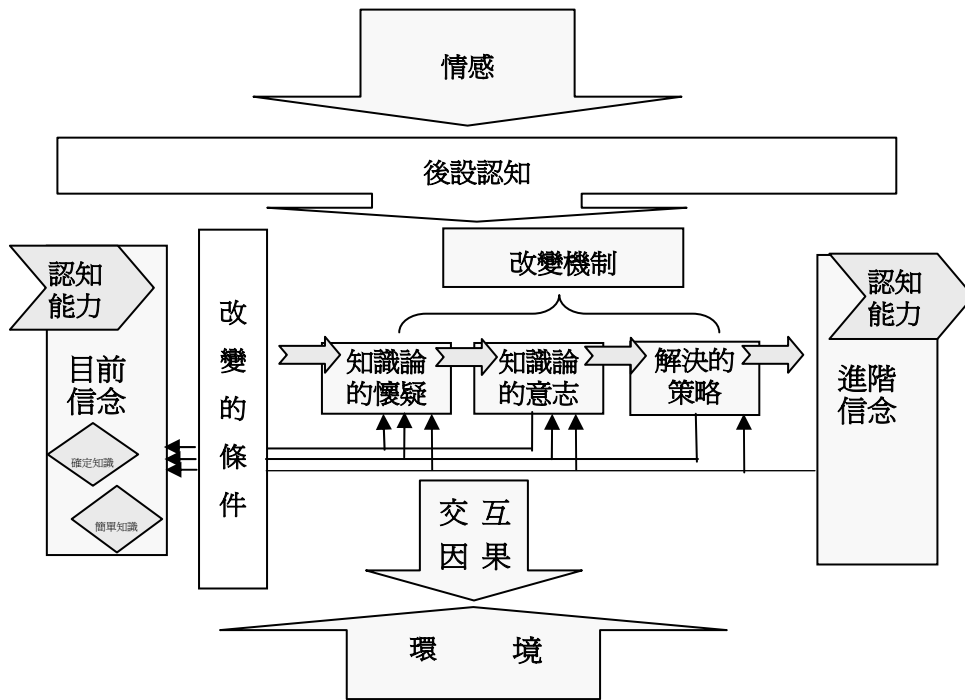 情感
後設認知
改變機制
認知
能力
目前
信念
確定知識
簡單知識
改
變
的
條
件
知識論
的懷疑
知識論
的意志
解決的
策略
認知
能力
進階
信念
交 互
因 果
環 境